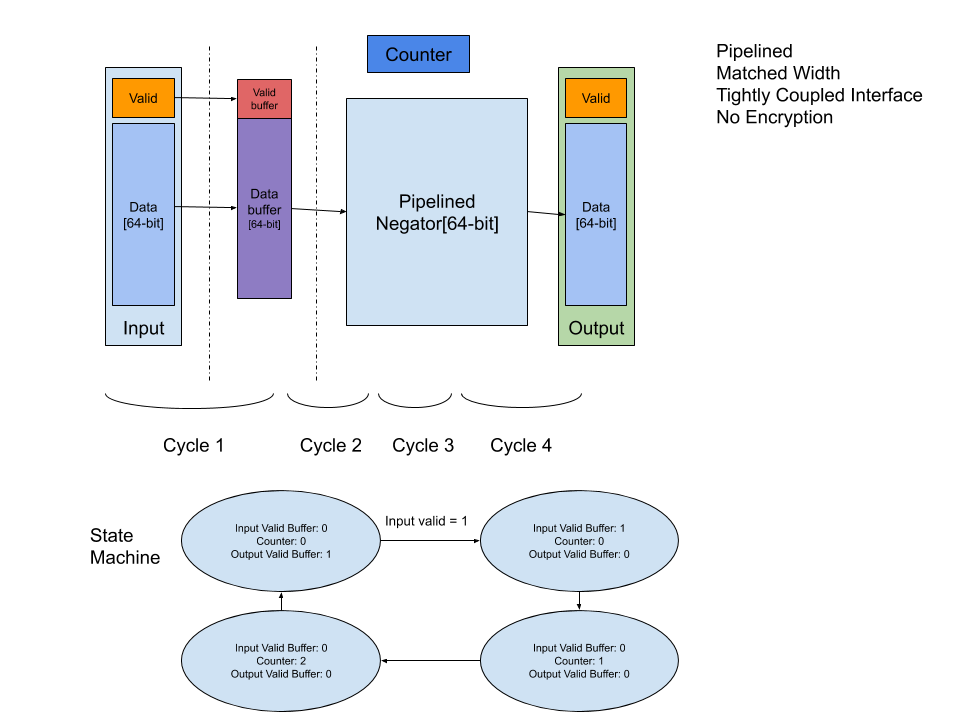 Counter
Pipelined
Matched Width
Tightly Coupled Interface
No Encryption
Valid
Data
[64-bit]
Input
Valid
buffer
Data
buffer
[64-bit]
Pipelined
Negator[64-bit]
Valid
Data
[64-bit]
Output
Cycle 1
Cycle 2
Cycle 3
Cycle 4
State
Machine
Input Valid Buffer: 0
Counter: 0
Output Valid Buffer: 1
Input valid = 1
Input Valid Buffer: 1
Counter: 0
Output Valid Buffer: 0
Input Valid Buffer: 0
Counter: 2
Output Valid Buffer: 0
Input Valid Buffer: 0
Counter: 1
Output Valid Buffer: 0